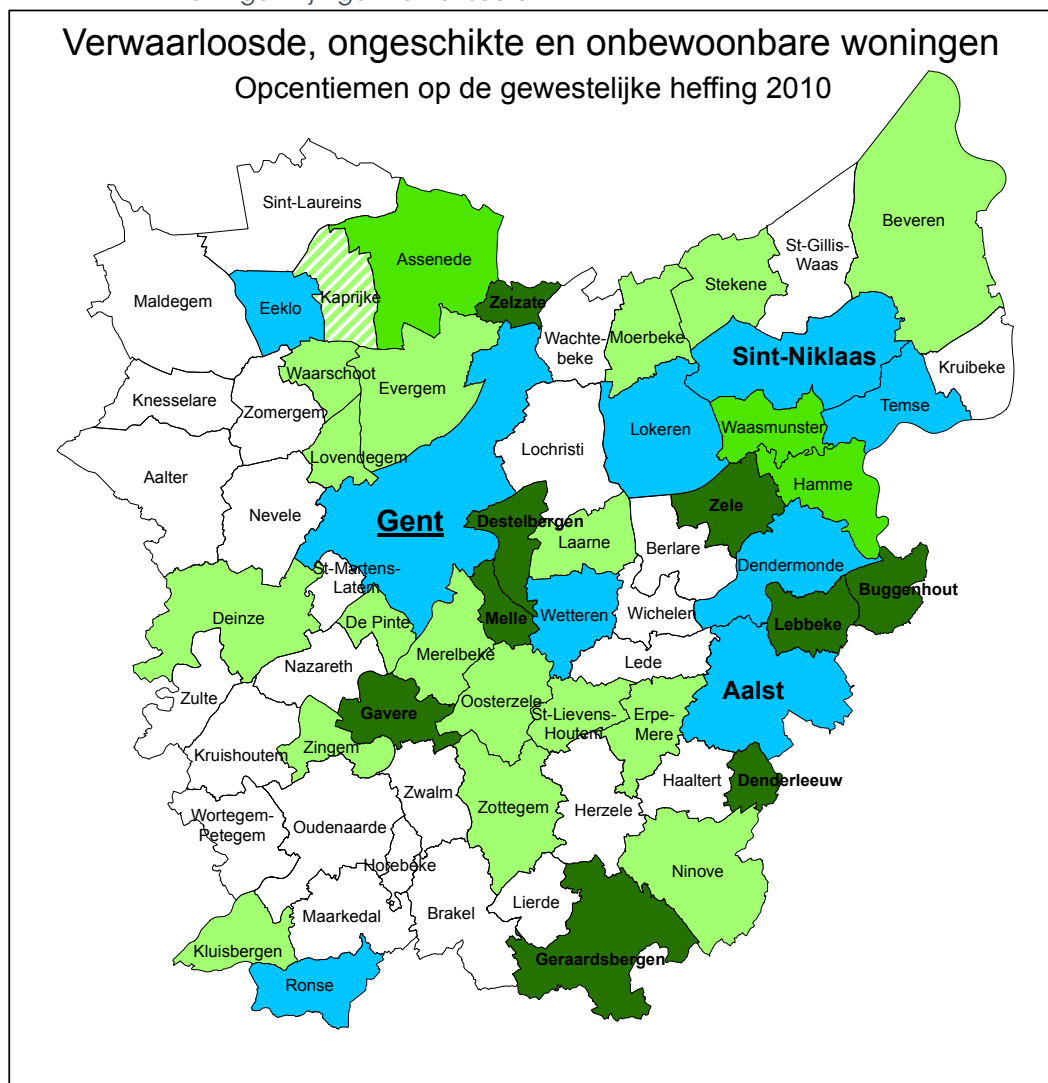 Verwaarloosde, ongeschikte en onbewoonbare woningen
Opcentiemen op de gewestelijke heffing 2010
Sint-Laureins
Beveren
St-Gillis-
Waas
Assenede
Stekene
Maldegem
Eeklo
Kaprijke
Zelzate
Wachte-
beke
Moerbeke
Sint-Niklaas
Kruibeke
Waarschoot
Evergem
Knesselare
Zomergem
Temse
Lokeren
Waasmunster
Lochristi
Lovendegem
Aalter
Hamme
Nevele
Gent
Destelbergen
Zele
Laarne
Berlare
Dendermonde
St-Martens-
Latem
Buggenhout
Deinze
De Pinte
Melle
Wetteren
Wichelen
Lebbeke
Merelbeke
Lede
Nazareth
Zulte
Oosterzele
Aalst
Gavere
St-Lievens-
Houtem
Erpe-
Mere
Kruishoutem
Zingem
Zwalm
Haaltert
Denderleeuw
Zottegem
Herzele
Wortegem-
Petegem
Oudenaarde
Horebeke
Ninove
Lierde
Maarkedal
Brakel
Kluisbergen
Geraardsbergen
Ronse